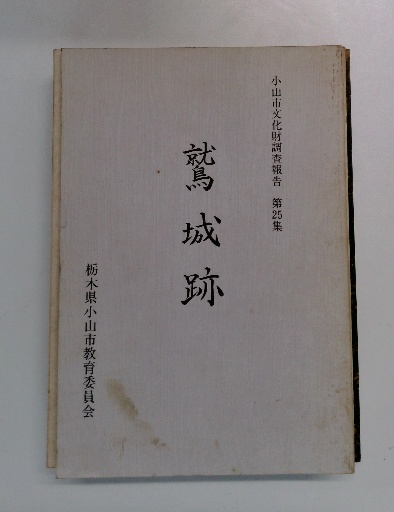 小山市文化財調査報告 第25集
鷲城跡
栃木県小山市教育委員会